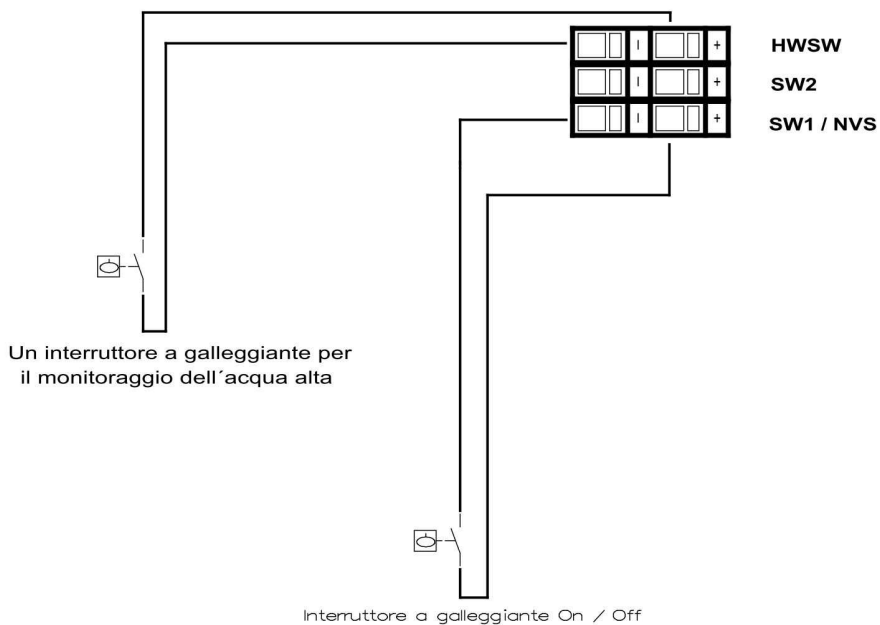 − − HWSW
− + SW2
− + SW1 / NVS
Un interruttore a galleggiante per
il monitoraggio dell´acqua alta
Interruttore a galleggiante On / Off